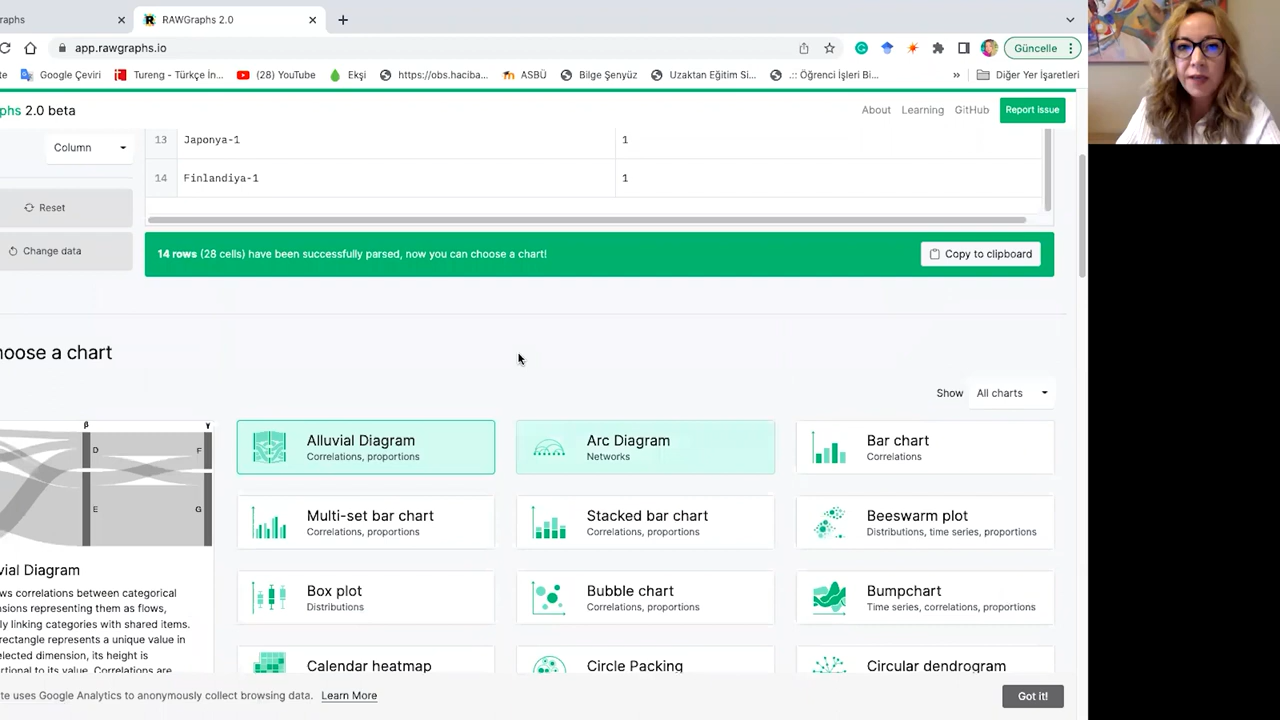 raphs
RAWGraphs 2.0
app.rawgraphs.io
Güncelle
te
Google Çeviri
Tureng - Türkçe İn...
(28) YouTube
Ekşi
https://obs.haciba...
ASBÜ
Bilge Şenyüz
Uzaktan Eğitim Si...
.:: Öğrenci İşleri Bi...
»
Diğer Yer İşaretleri
phs 2.0 beta
About
Learning
GitHub
Report issue
Column
13 Japonya-1 1
14 Finlandiya-1 1
Reset
Change data
14 rows (28 cells) have been successfully parsed, now you can choose a chart!
Copy to clipboard
hoose a chart
Show All charts
β γ
D F
E G
Alluvial Diagram
Correlations, proportions
Arc Diagram
Networks
Bar chart
Correlations
Multi-set bar chart
Correlations, proportions
Stacked bar chart
Correlations, proportions
Beeswarm plot
Distributions, time series, proportions
Box plot
Distributions
Bubble chart
Correlations, proportions
Bumpchart
Time series, correlations, proportions
Calendar heatmap
Circle Packing
Circular dendrogram
vial Diagram
ws correlations between categorical
nsions representing them as flows,
ly linking categories with shared items.
rectangle represents a unique value in
elected dimension, its height is
rtional to its value. Correlations are
te uses Google Analytics to anonymously collect browsing data. Learn More
Got it!